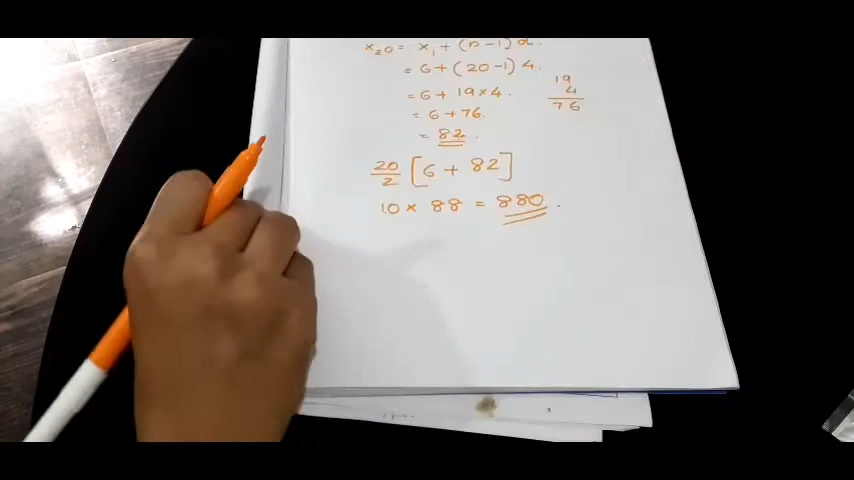 x₂₀ = x₁ + (n-1) d.
= 6 + (20-1) 4.
= 6 + 19 × 4.
= 6 + 76.
= 82.
19
4
76
20/2 [6 + 82]
10 × 88 = 880.